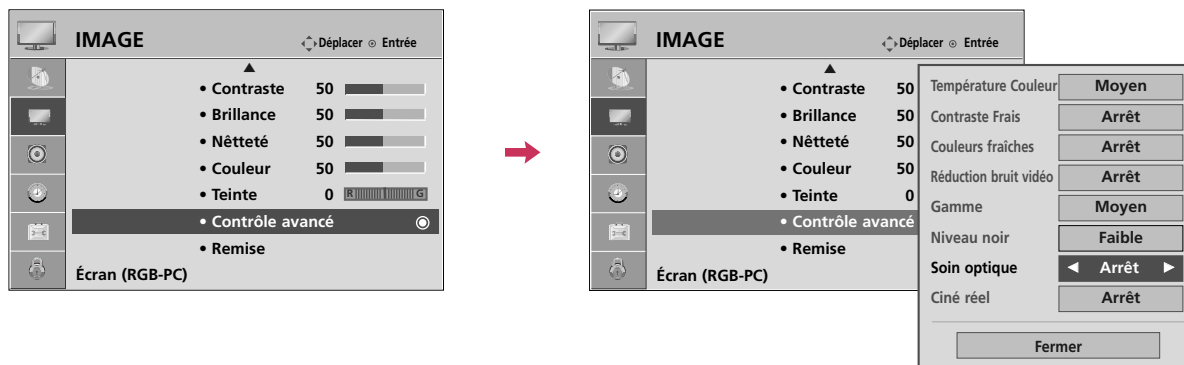 IMAGE
Déplacer Entrée
• Contraste 50
• Brillance 50
• Nêtteté 50
• Couleur 50
• Teinte 0 R G
• Contrôle avancé
• Remise
Écran (RGB-PC)
IMAGE
Déplacer Entrée
• Contraste 50
• Brillance 50
• Nêtteté 50
• Couleur 50
• Teinte 0
• Contrôle avancé
• Remise
Écran (RGB-PC)
Température Couleur Moyen
Contraste Frais Arrêt
Couleurs fraîches Arrêt
Réduction bruit vidéo Arrêt
Gamme Moyen
Niveau noir Faible
Soin optique ◄ Arrêt ►
Ciné réel Arrêt
Fermer